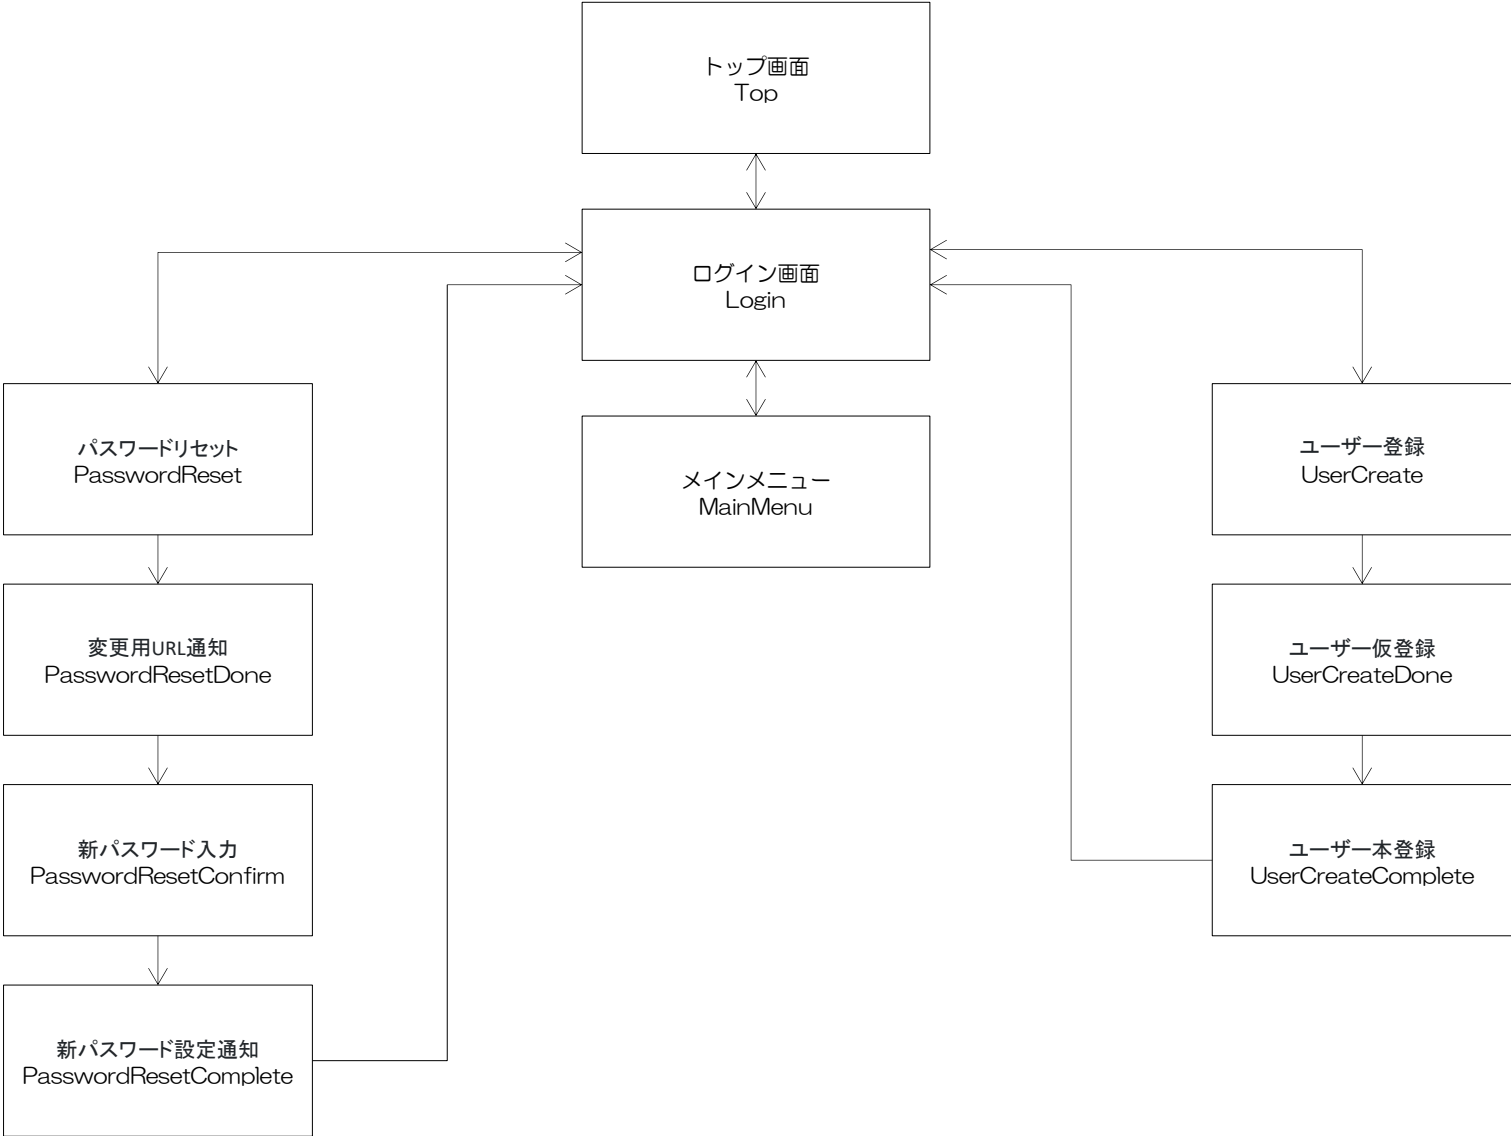 トップ画面
Top
ログイン画面
Login
メインメニュー
MainMenu
パスワードリセット
PasswordReset
変更用URL通知
PasswordResetDone
新パスワード入力
PasswordResetConfirm
新パスワード設定通知
PasswordResetComplete
ユーザー登録
UserCreate
ユーザー仮登録
UserCreateDone
ユーザー本登録
UserCreateComplete